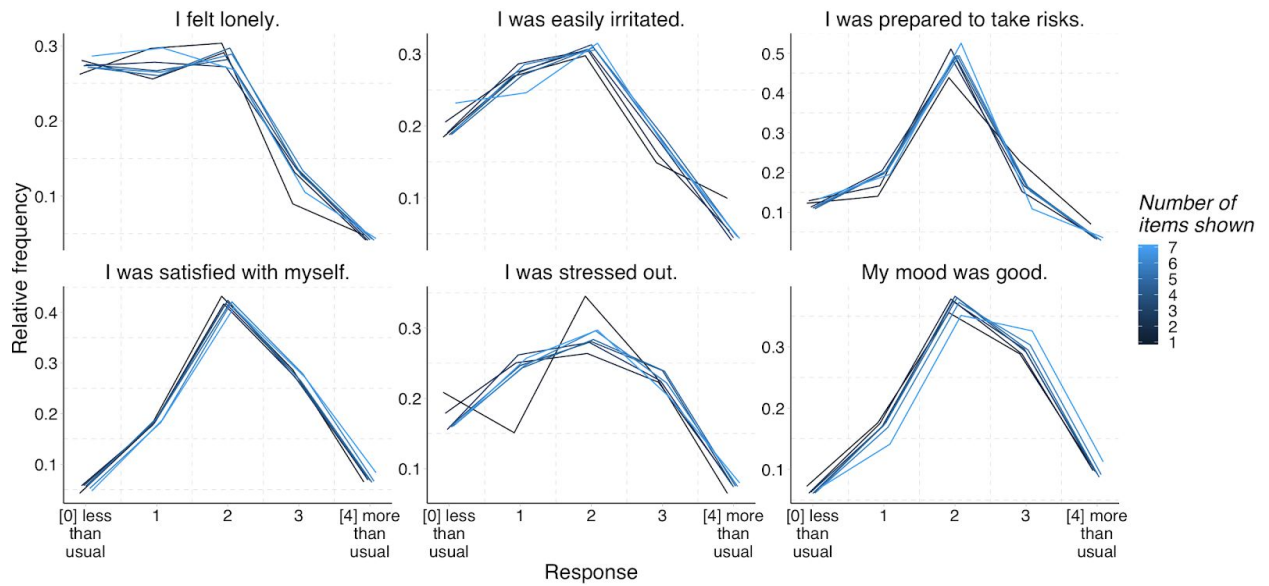 I felt lonely.
I was easily irritated.
I was prepared to take risks.
0.3
0.2
0.1
0.3
0.2
0.1
0.5
0.4
0.3
0.2
0.1
I was satisfied with myself.
I was stressed out.
My mood was good.
0.4
0.3
0.2
0.1
0.3
0.2
0.1
0.3
0.2
0.1
[0] less
than
usual
1
2
3
[4] more
than
usual
[0] less
than
usual
1
2
3
[4] more
than
usual
[0] less
than
usual
1
2
3
[4] more
than
usual
Relative frequency
Response
Number of
items shown
7
6
5
4
3
2
1